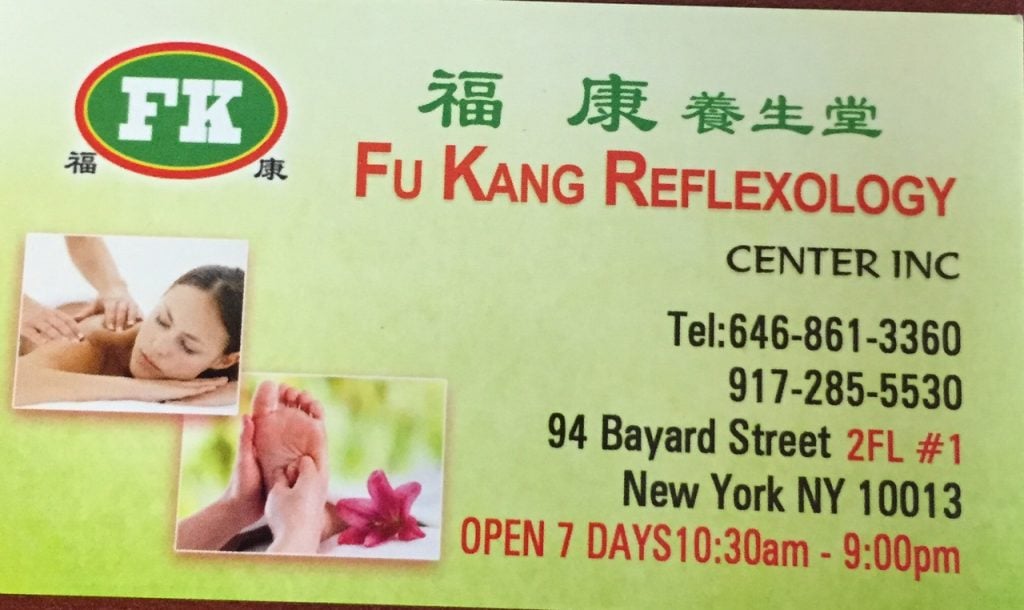 FK
福 康
福 康 養生堂
FU KANG REFLEXOLOGY
CENTER INC
Tel:646-861-3360
917-285-5530
94 Bayard Street 2FL #1
New York NY 10013
OPEN 7 DAYS10:30am - 9:00pm